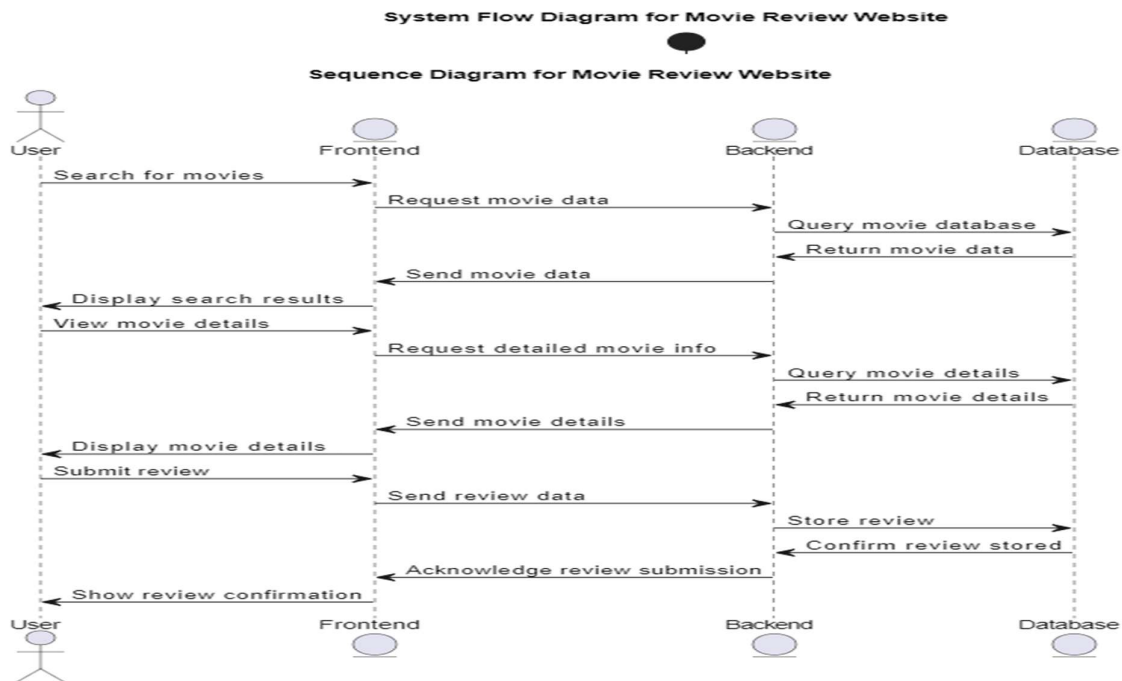 System Flow Diagram for Movie Review Website
Sequence Diagram for Movie Review Website
User Frontend Backend Database
Search for movies
Request movie data
Query movie database
Return movie data
Send movie data
Display search results
View movie details
Request detailed movie info
Query movie details
Return movie details
Send movie details
Display movie details
Submit review
Send review data
Store review
Confirm review stored
Acknowledge review submission
Show review confirmation
User Frontend Backend Database